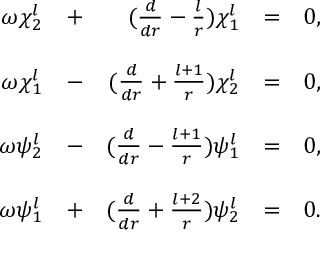 ωχ₂ˡ + (d/dr − l/r)χ₁ˡ = 0,
ωχ₁ˡ − (d/dr + (l+1)/r)χ₂ˡ = 0,
ωψ₂ˡ − (d/dr − (l+1)/r)ψ₁ˡ = 0,
ωψ₁ˡ + (d/dr + (l+2)/r)ψ₂ˡ = 0.